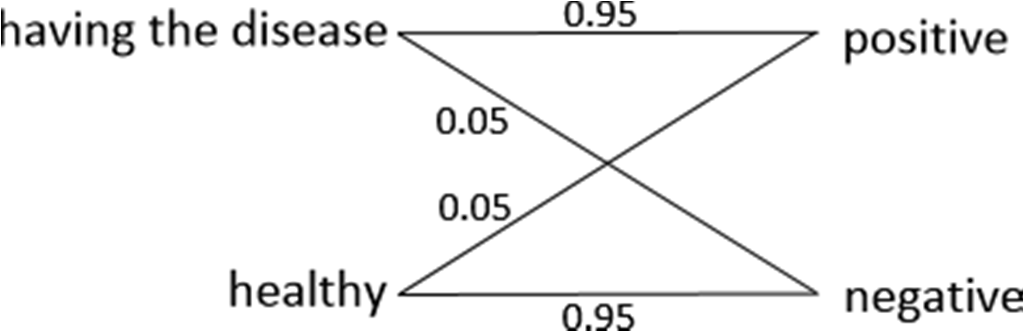 having the disease
0.95
positive
0.05
0.05
healthy
0.95
negative